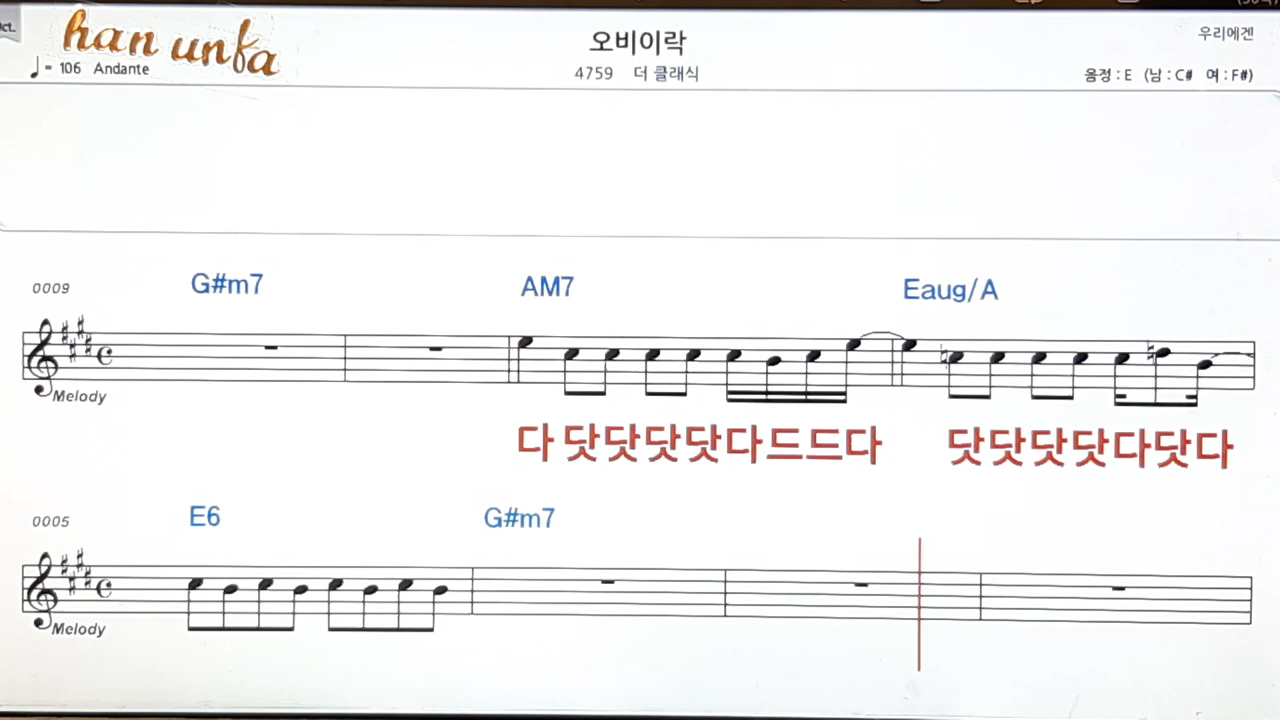 ct.
han unfa
♩= 106 Andante
오비이락
4759 더 클래식
우리에겐
음정 : E (남 : C# 여 : F#)
0009
G#m7 AM7 Eaug/A
Melody
다 닷닷닷닷다드드다 닷닷닷닷다닷다
0005
E6 G#m7
Melody